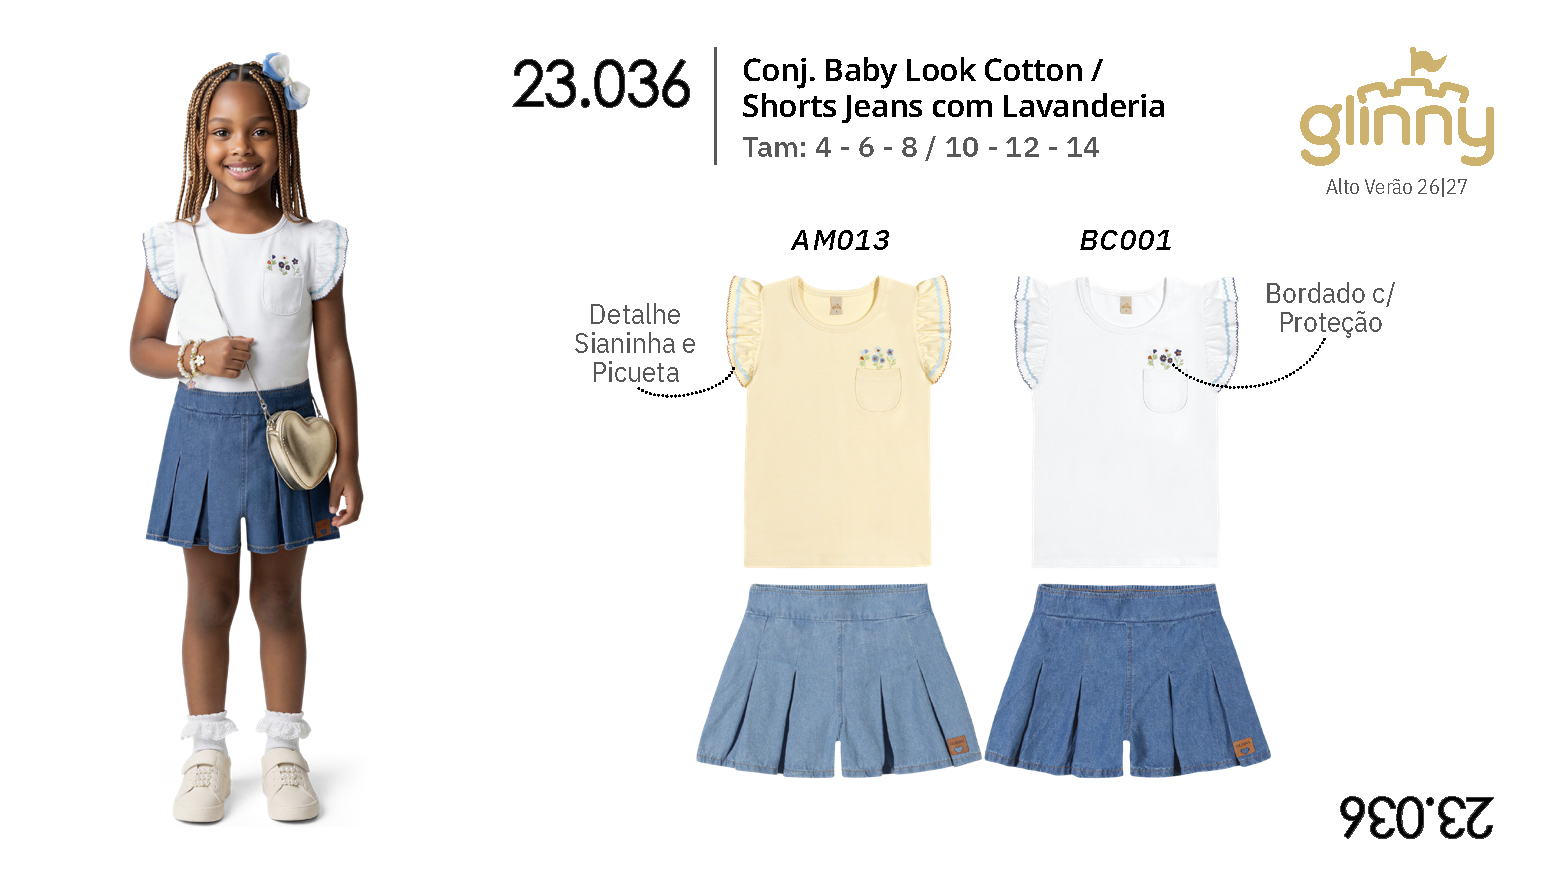 23.036
Conj. Baby Look Cotton /
Shorts Jeans com Lavanderia
Tam: 4 - 6 - 8 / 10 - 12 - 14
glinny
Alto Verão 26|27
AM013
BC001
Detalhe
Sianinha e
Picueta
Bordado c/
Proteção
23.036